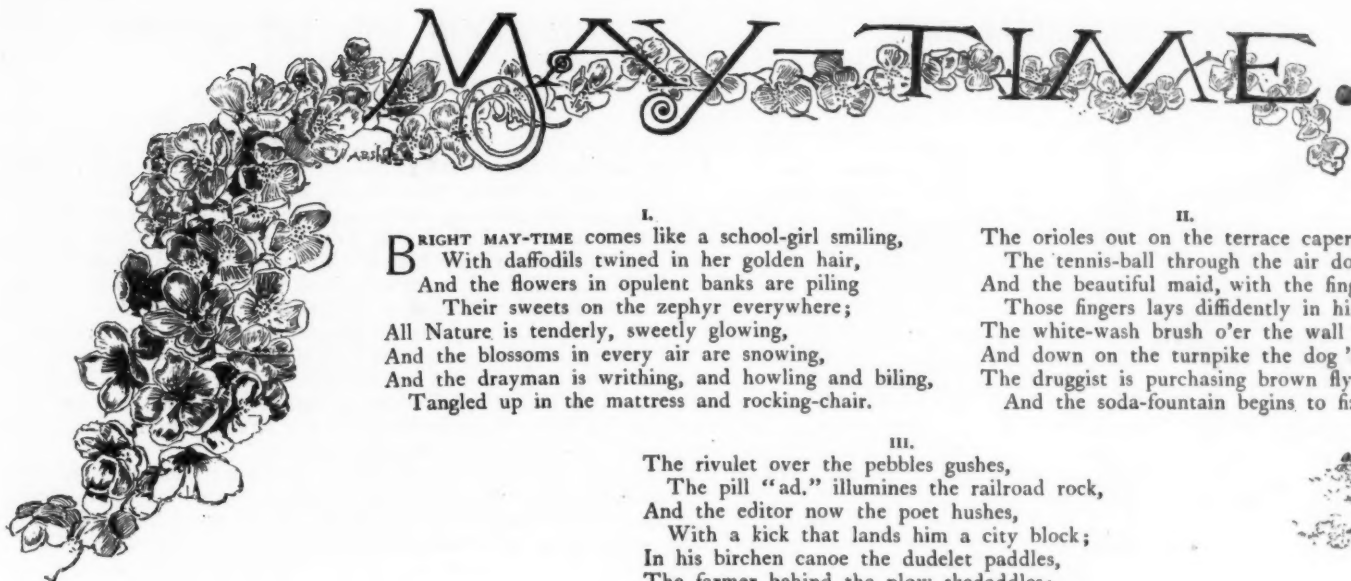 MAY-TIME.
I.
BRIGHT MAY-TIME comes like a school-girl smiling,
With daffodils twined in her golden hair,
And the flowers in opulent banks are piling
Their sweets on the zephyr everywhere;
All Nature is tenderly, sweetly glowing,
And the blossoms in every air are snowing,
And the drayman is writhing, and howling and biling,
Tangled up in the mattress and rocking-chair.
II.
The orioles out on the terrace caper
The tennis-ball through the air
And the beautiful maid, with the
Those fingers lays diffidently in
The white-wash brush o'er the wall
And down on the turnpike the dog
The druggist is purchasing brown
And the soda-fountain begins to
III.
The rivulet over the pebbles gushes,
The pill "ad." illumines the railroad rock,
And the editor now the poet hushes,
With a kick that lands him a city block;
In his birchen canoe the dudelet paddles,
The farmer behind the plow skedaddles;